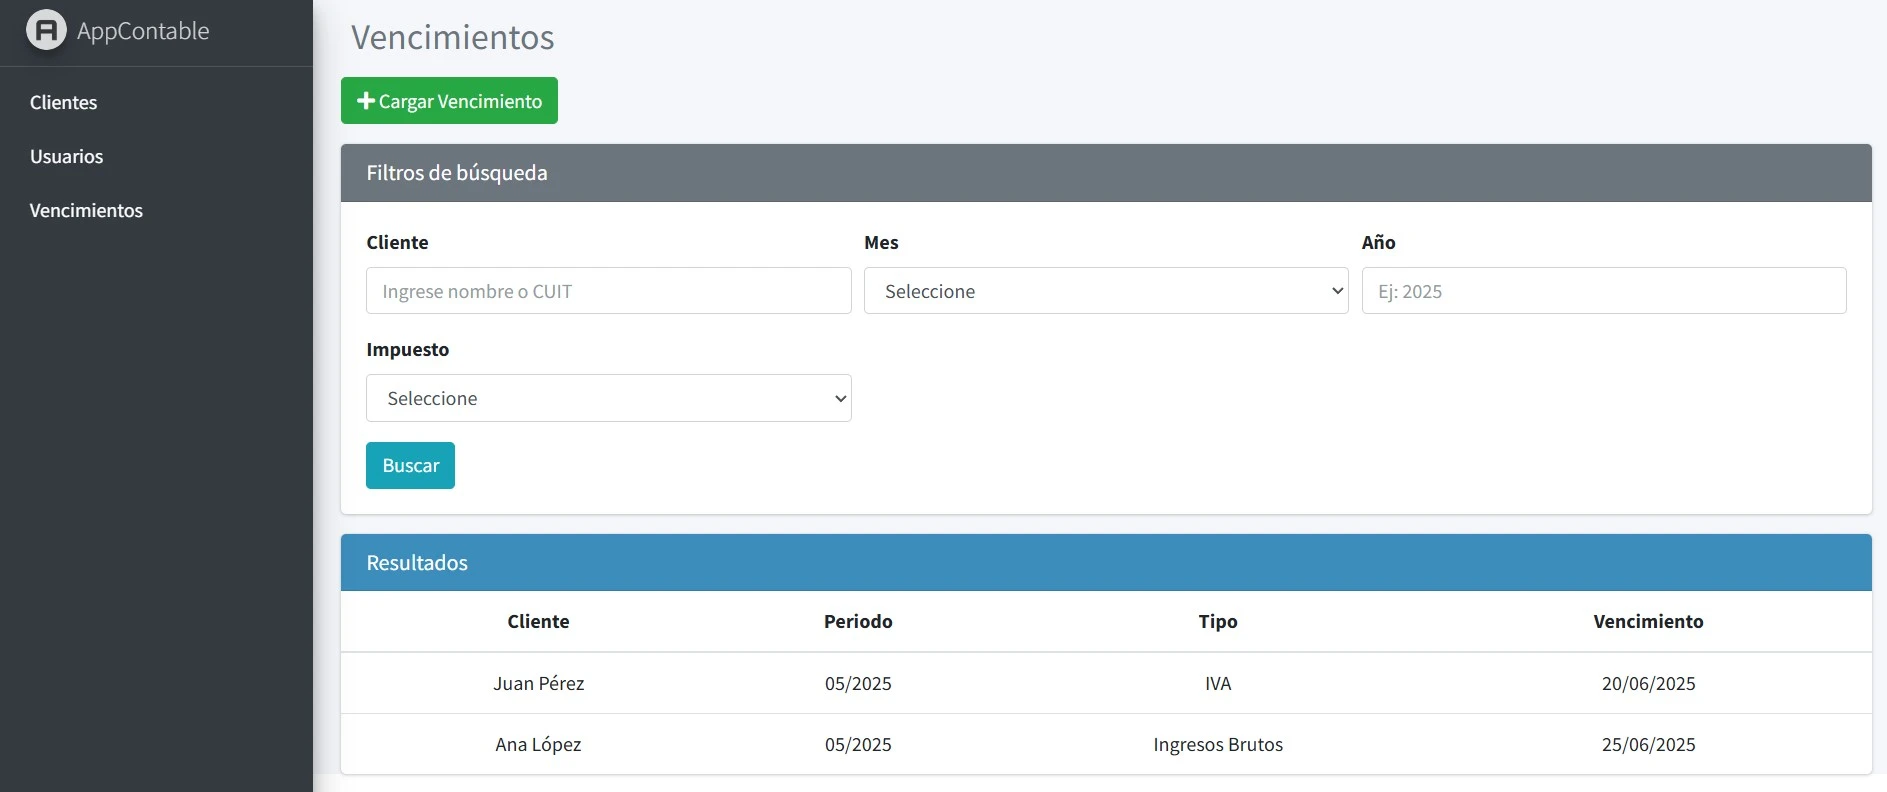 AppContable
Clientes
Usuarios
Vencimientos
Vencimientos
Cargar Vencimiento
Filtros de búsqueda
Cliente Mes Año
Ingrese nombre o CUIT Seleccione Ej: 2025
Impuesto
Seleccione
Buscar
Resultados
Cliente Periodo Tipo Vencimiento
Juan Pérez 05/2025 IVA 20/06/2025
Ana López 05/2025 Ingresos Brutos 25/06/2025